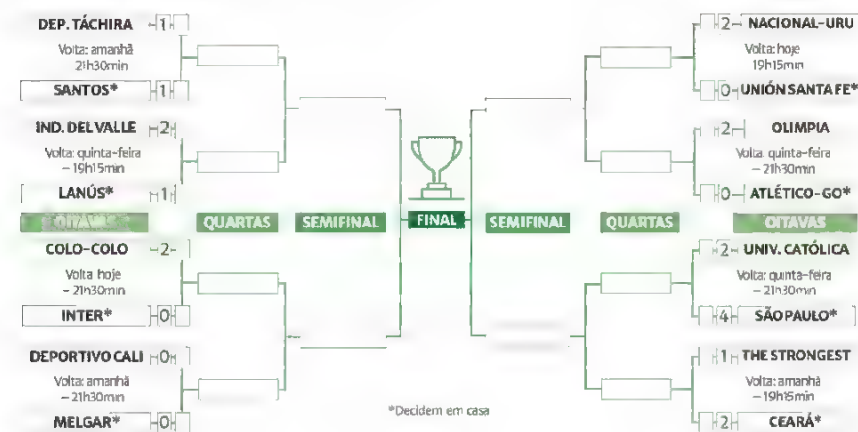 DEP. TÁCHIRA 1
Volta: amanhã
21h30min
SANTOS* 1
IND. DEL VALLE 2
Volta: quinta-feira
– 19h15min
LANÚS* 1
OITAVAS QUARTAS SEMIFINAL FINAL SEMIFINAL QUARTAS OITAVAS
COLO-COLO 2
Volta hoje
– 21h30min
INTER* 0
DEPORTIVO CALI 0
Volta: amanhã
– 21h30min
MELGAR* 0
2 NACIONAL-URU
Volta: hoje
19h15min
0 UNIÓN SANTA FE*
2 OLIMPIA
Volta: quinta-feira
– 21h30min
0 ATLÉTICO-GO*
2 UNIV. CATÓLICA
Volta: quinta-feira
– 21h30min
4 SÃO PAULO*
1 THE STRONGEST
Volta: amanhã
– 19h15min
2 CEARÁ*
*Decidem em casa